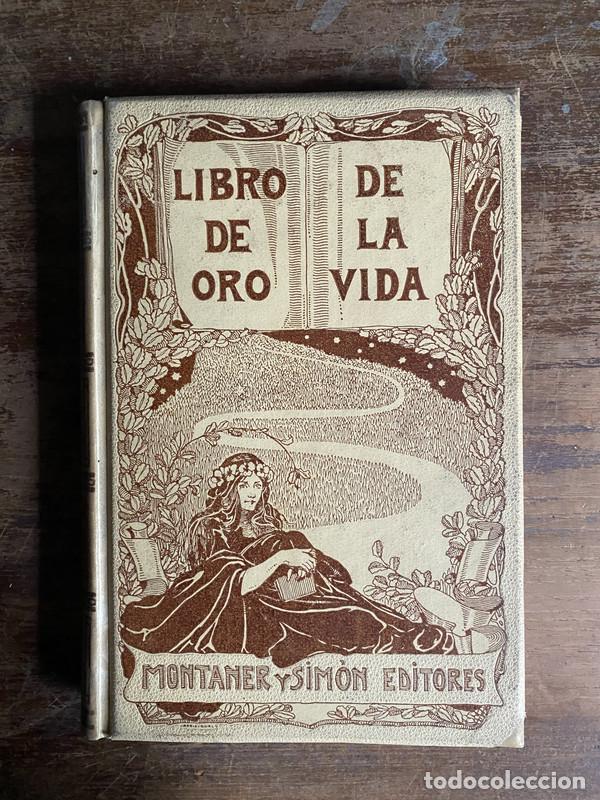 LIBRO
DE
ORO
DE
LA
VIDA
MONTANER Y SIMÓN EDITORES
todocoleccion